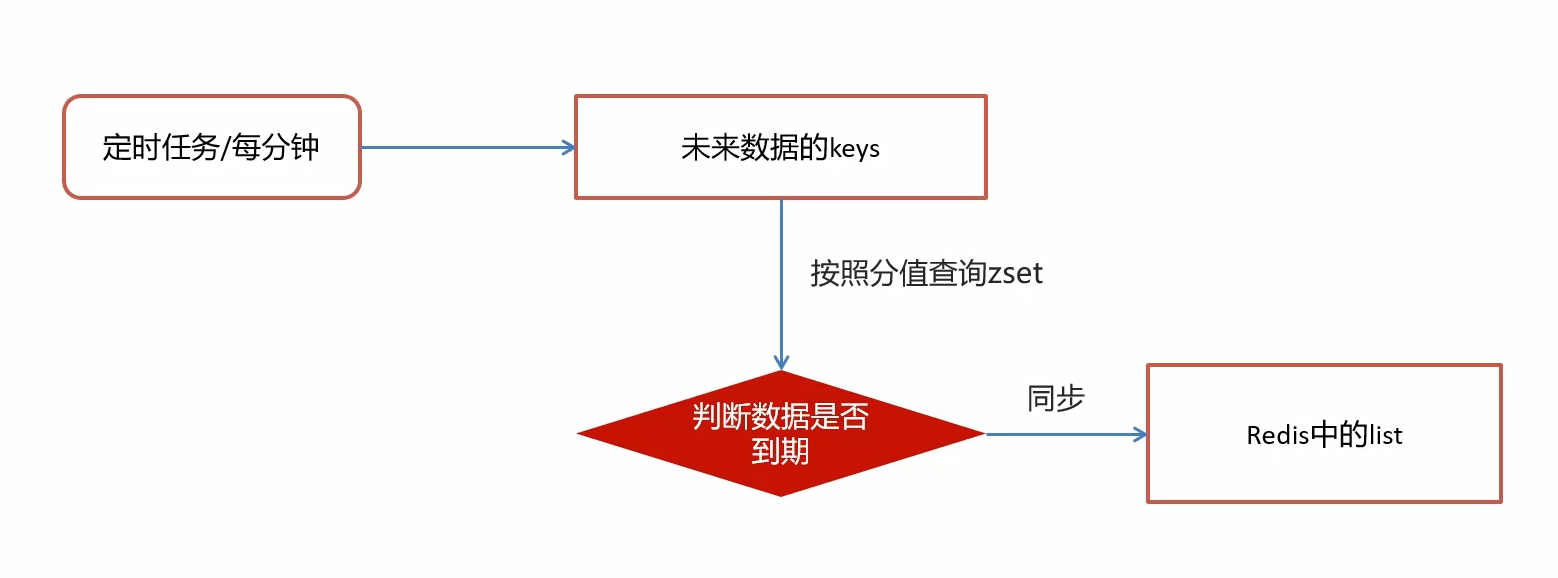 定时任务/每分钟
未来数据的keys
按照分值查询zset
判断数据是否
到期
同步
Redis中的list